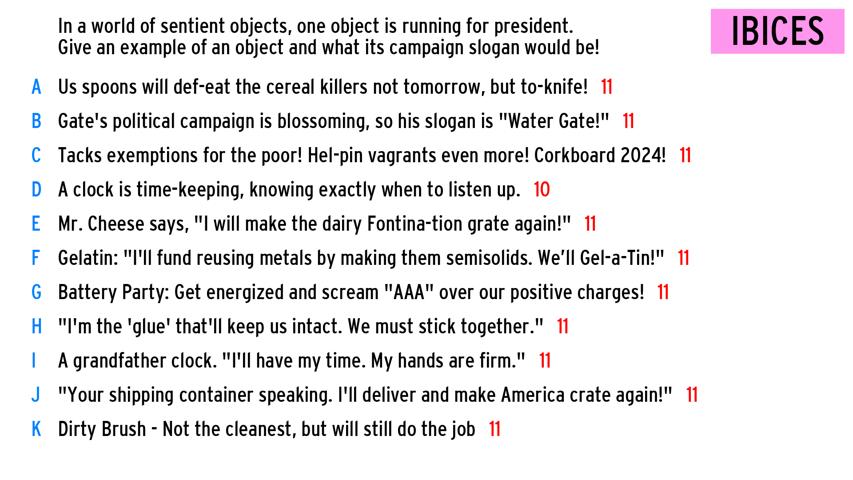 In a world of sentient objects, one object is running for president.
Give an example of an object and what its campaign slogan would be!
IBICES
A Us spoons will def-eat the cereal killers not tomorrow, but to-knife! 11
B Gate's political campaign is blossoming, so his slogan is "Water Gate!" 11
C Tacks exemptions for the poor! Hel-pin vagrants even more! Corkboard 2024! 11
D A clock is time-keeping, knowing exactly when to listen up. 10
E Mr. Cheese says, "I will make the dairy Fontina-tion grate again!" 11
F Gelatin: "I'll fund reusing metals by making them semisolids. We'll Gel-a-Tin!" 11
G Battery Party: Get energized and scream "AAA" over our positive charges! 11
H "I'm the 'glue' that'll keep us intact. We must stick together." 11
I A grandfather clock. "I'll have my time. My hands are firm." 11
J "Your shipping container speaking. I'll deliver and make America crate again!" 11
K Dirty Brush - Not the cleanest, but will still do the job 11